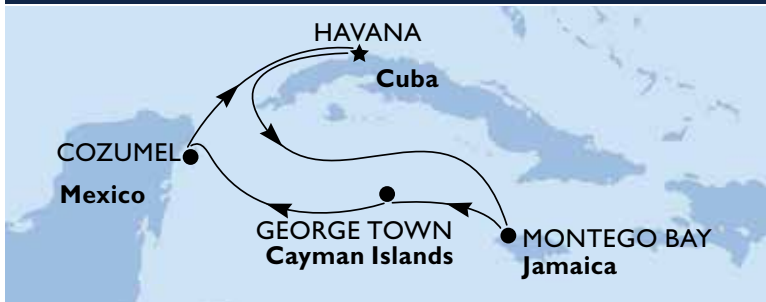 HAVANA
Cuba
COZUMEL
Mexico
GEORGE TOWN
Cayman Islands
MONTEGO BAY
Jamaica